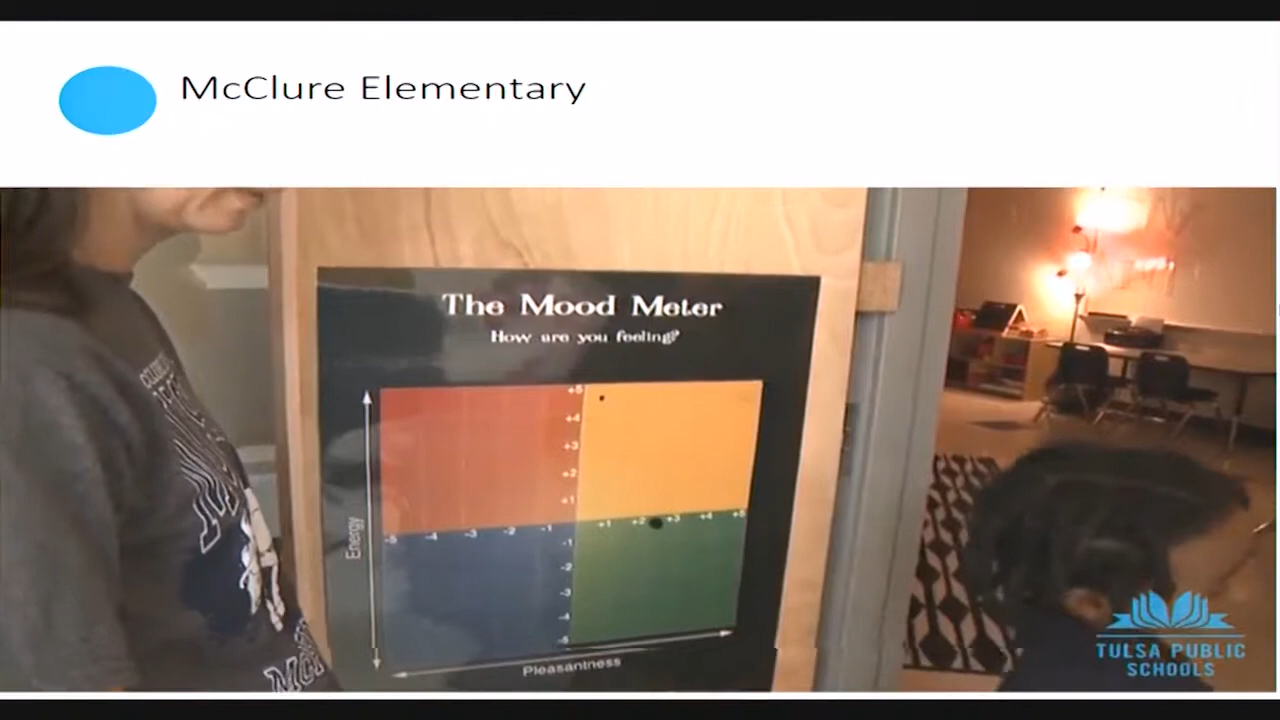 McClure Elementary
The Mood Meter
How are you feeling?
+5
+4
+3
+2
+1
-5 -4 -3 -2 -1
+1 +2 +3 +4 +5
-1
-2
-3
-4
-5
Energy
Pleasantness
TULSA PUBLIC
SCHOOLS